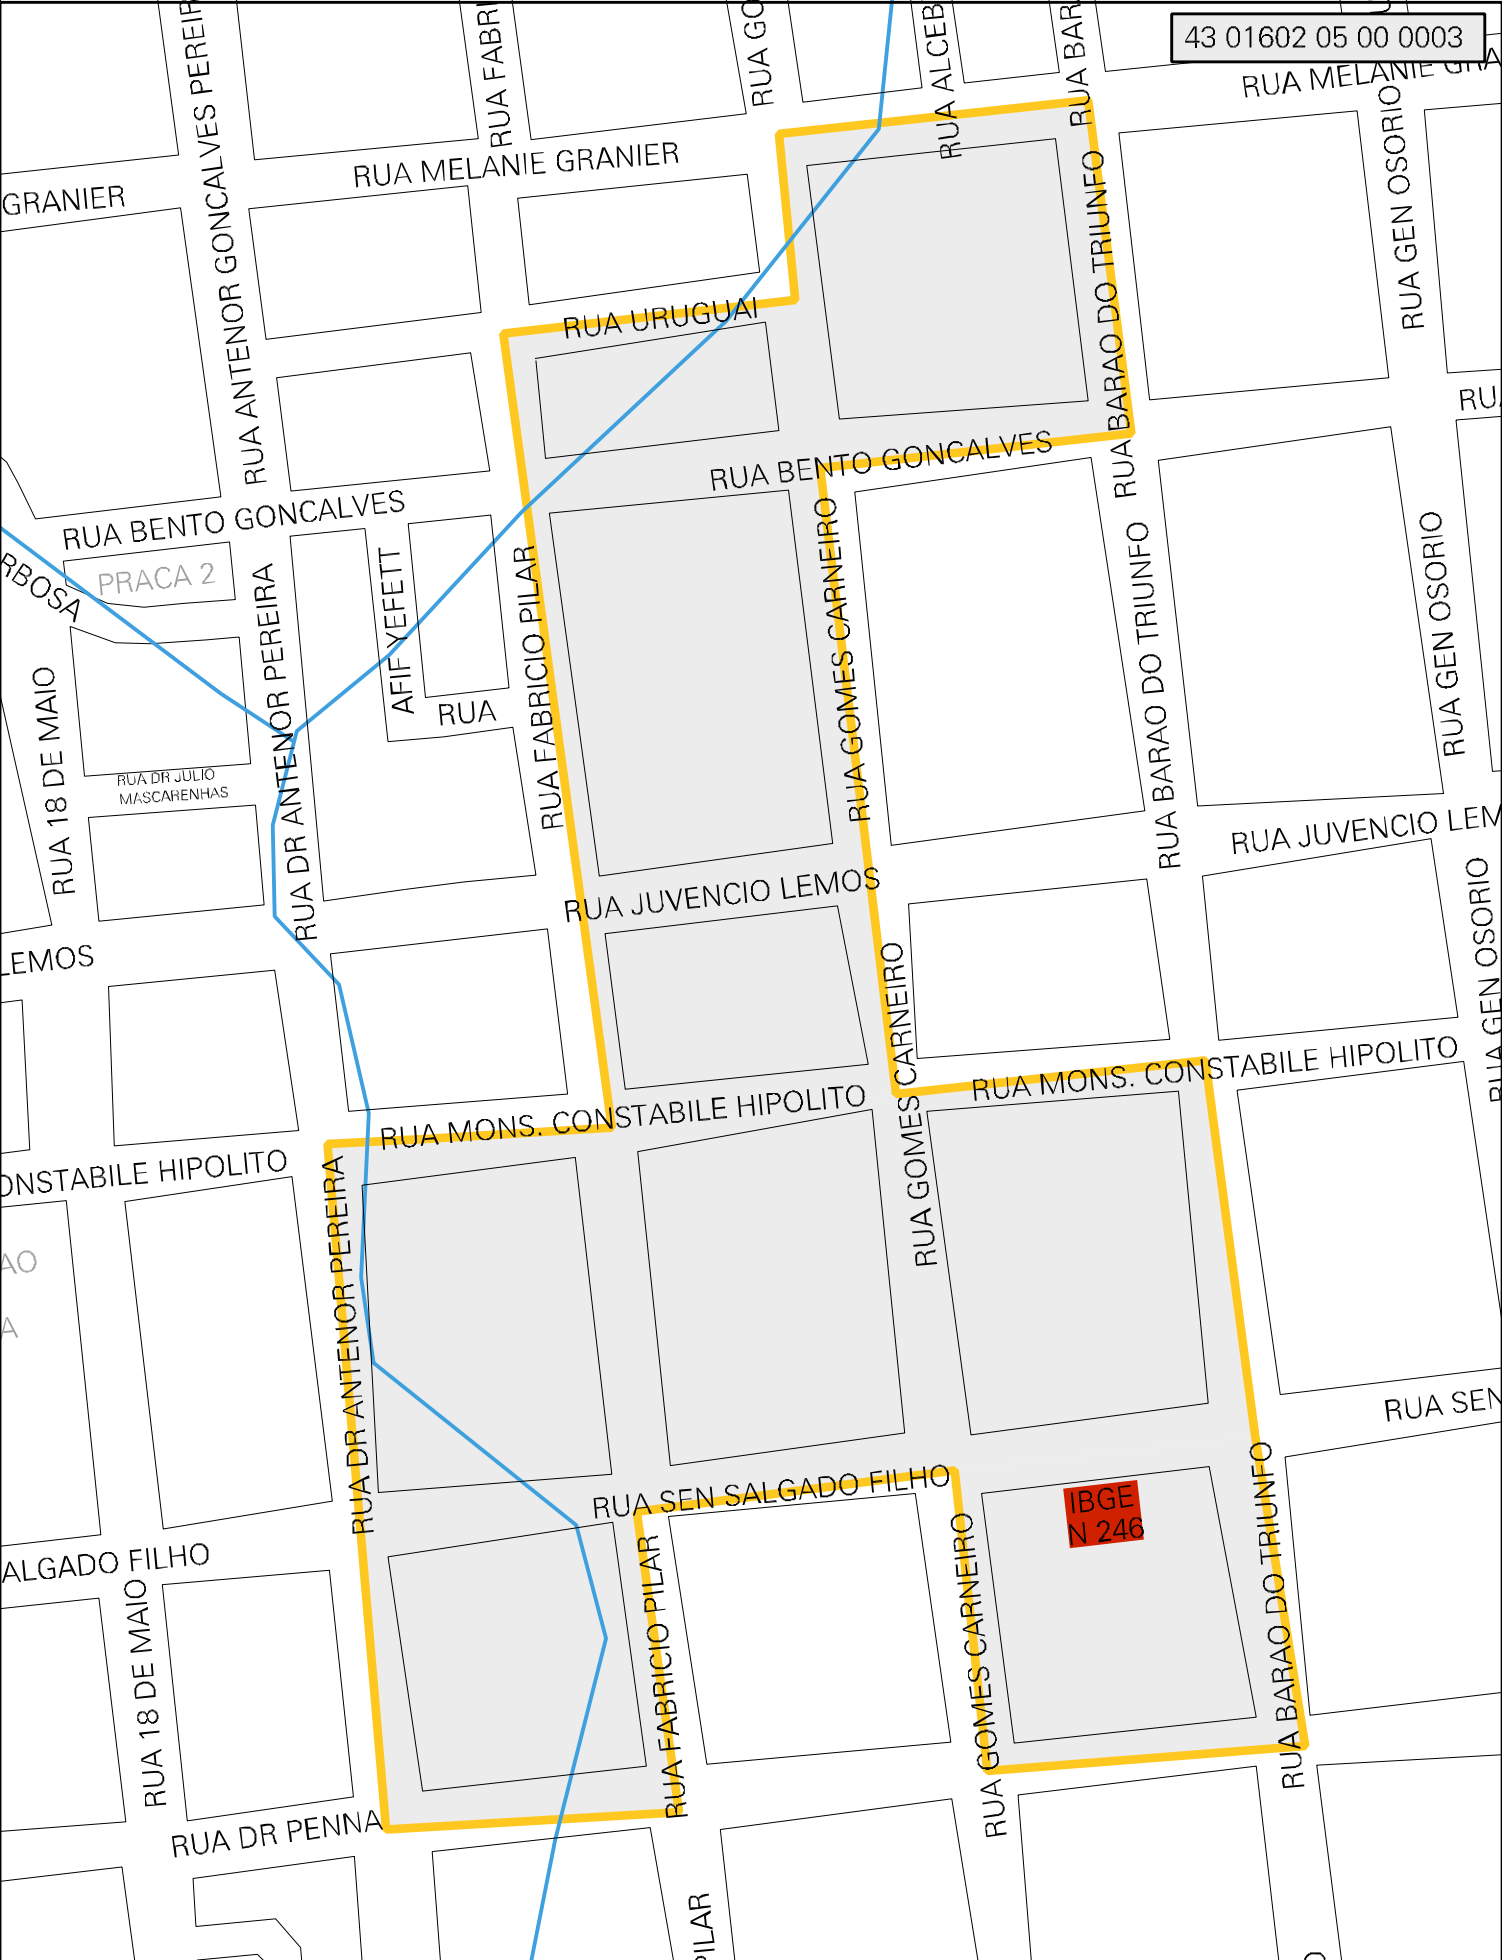 43 01602 05 00 0003
RUA MELANIE GRA
RUA ANTENOR GONCALVES PEREIRA
RUA FABRI
RUA GO
RUA ALCEB
RUA BAR
RUA MELANIE GRANIER
GRANIER
RUA GEN OSORIO
RUA BARAO DO TRIUNFO
RUA URUGUAI
RUA
RUA BENTO GONCALVES
RUA BENTO GONCALVES
RBOSA
PRACA 2
AFIF YEFETT
RUA
RUA DR ANTENOR PEREIRA
RUA FABRICIO PILAR
RUA GOMES CARNEIRO
RUA BARAO DO TRIUNFO
RUA GEN OSORIO
RUA 18 DE MAIO
RUA DR JULIO
MASCARENHAS
RUA JUVENCIO LEM
RUA JUVENCIO LEMOS
LEMOS
RUA GEN OSORIO
RUA GOMES CARNEIRO
RUA MONS. CONSTABILE HIPOLITO
RUA MONS. CONSTABILE HIPOLITO
ONSTABILE HIPOLITO
RUA DR ANTENOR PEREIRA
AO
A
RUA SEN
RUA SEN SALGADO FILHO
IBGE
N 246
ALGADO FILHO
RUA 18 DE MAIO
RUA FABRICIO PILAR
RUA GOMES CARNEIRO
RUA BARAO DO TRIUNFO
RUA DR PENNA
PILAR
O